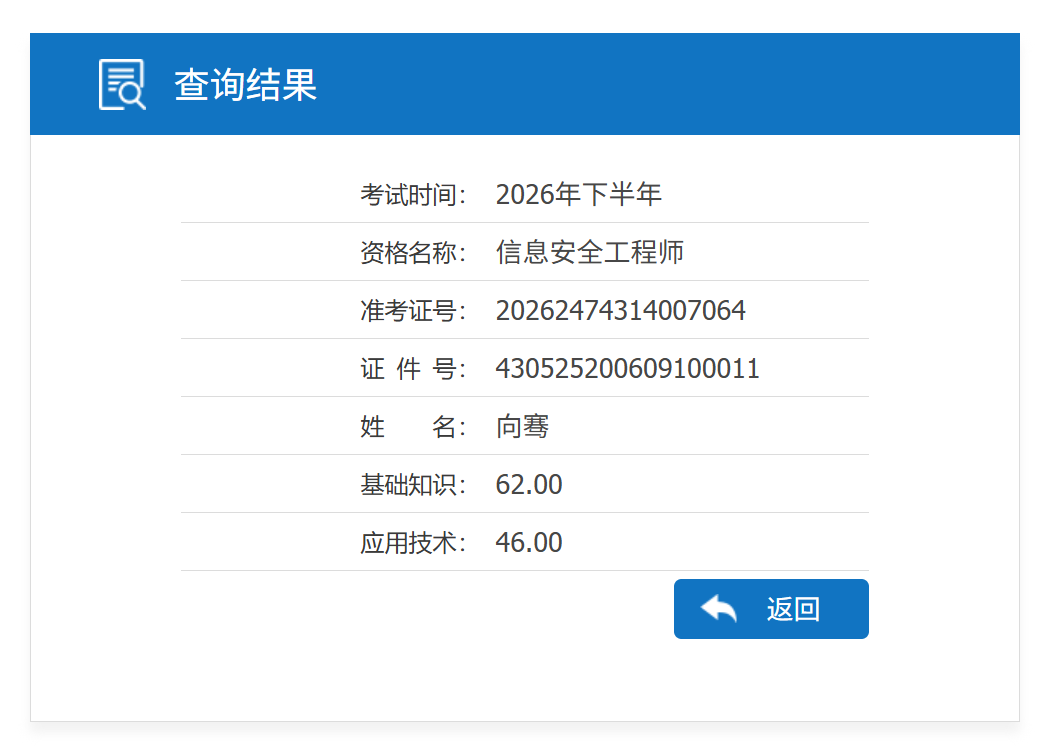 查询结果
考试时间： 2026年下半年
资格名称： 信息安全工程师
准考证号： 20262474314007064
证 件 号： 430525200609100011
姓 名： 向骞
基础知识： 62.00
应用技术： 46.00
返回